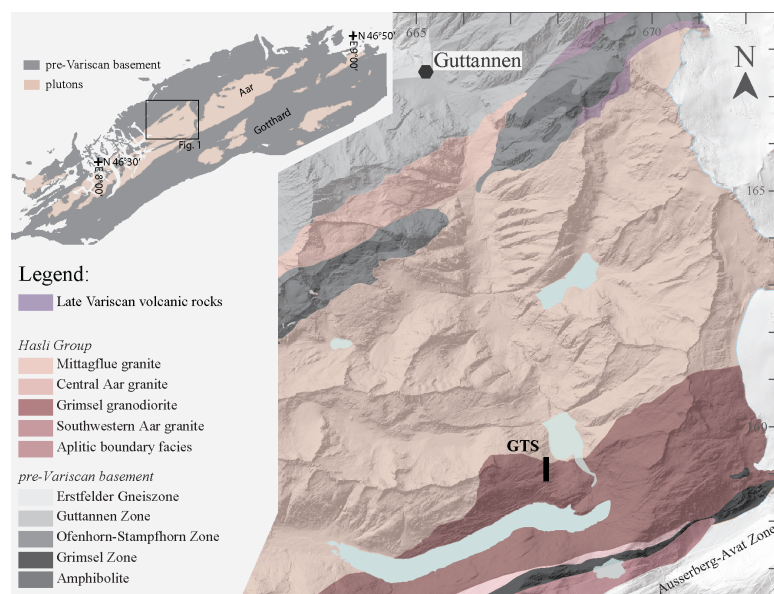 N 46°50'
E 9°00'
pre-Variscan basement
plutons
Aar
Gotthard
Fig. 1
N 46°30'
E 8°00'
665
670
Guttannen
N
165
160
GTS
Ausserberg-Avat Zone
Legend:
Late Variscan volcanic rocks
Hasli Group
Mittagflue granite
Central Aar granite
Grimsel granodiorite
Southwestern Aar granite
Aplitic boundary facies
pre-Variscan basement
Erstfelder Gneiszone
Guttannen Zone
Ofenhorn-Stampfhorn Zone
Grimsel Zone
Amphibolite